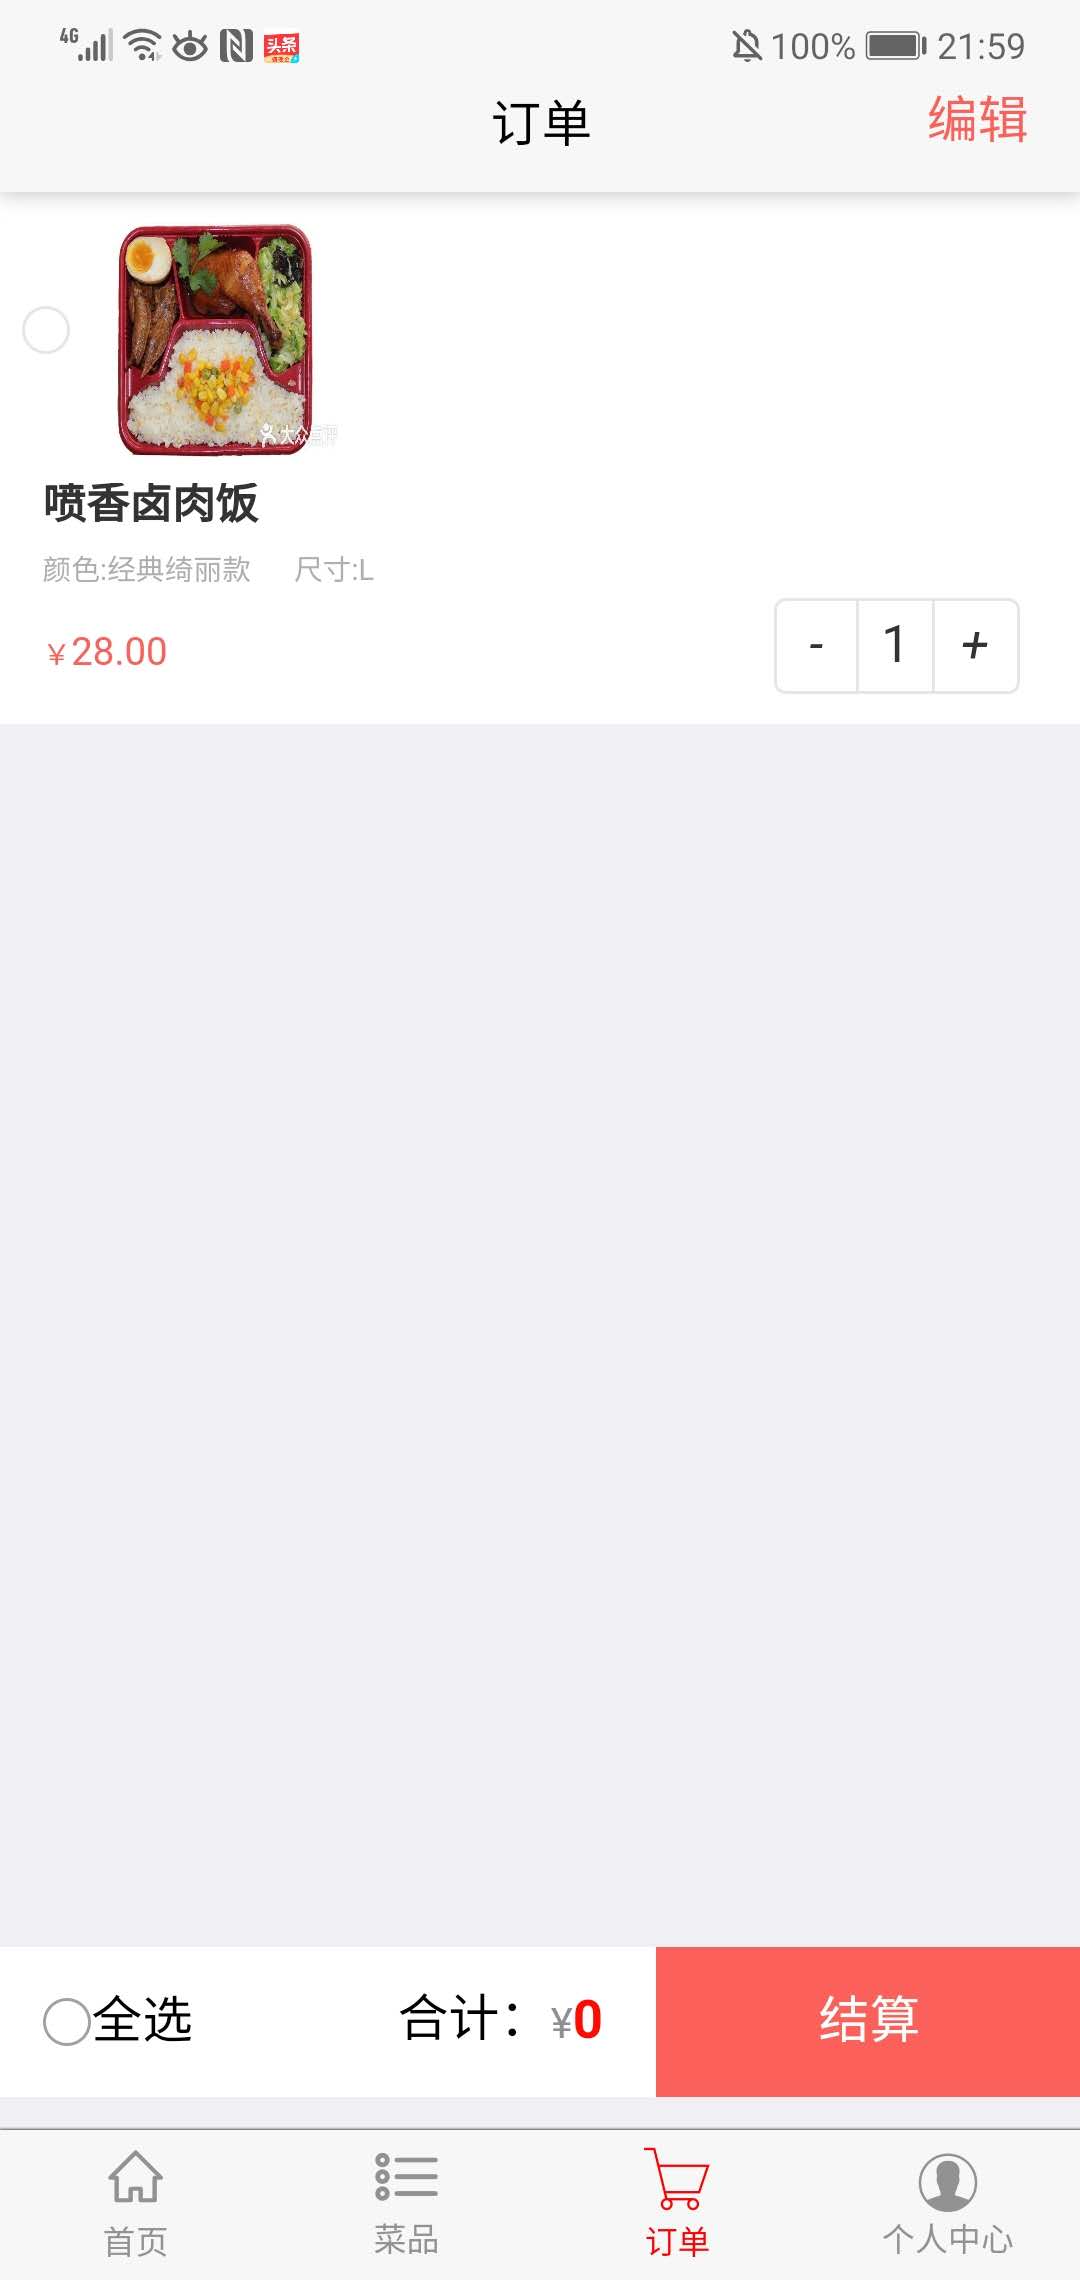 4G 头条 100% 21:59
订单 编辑
大众点评
喷香卤肉饭
颜色:经典绮丽款 尺寸:L
¥28.00 - 1 +
全选 合计：¥0 结算
首页 菜品 订单 个人中心